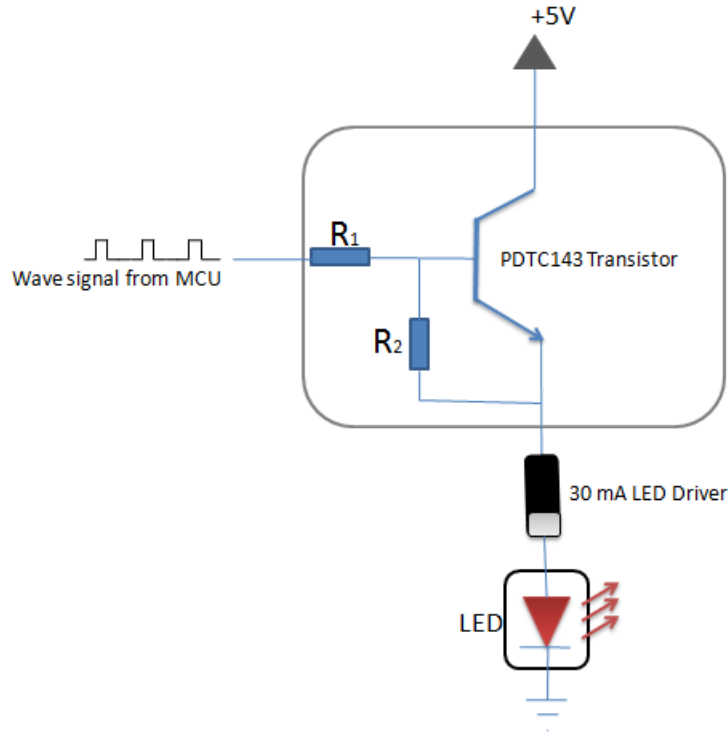 +5V
R1
PDTC143 Transistor
Wave signal from MCU
R2
30 mA LED Driver
LED